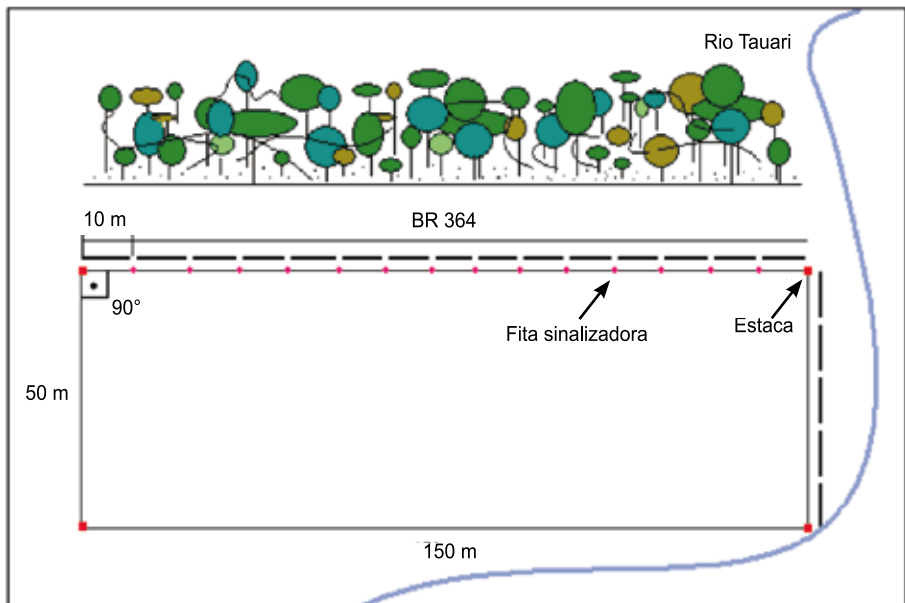 Rio Tauari
10 m
BR 364
90°
Fita sinalizadora
Estaca
50 m
150 m